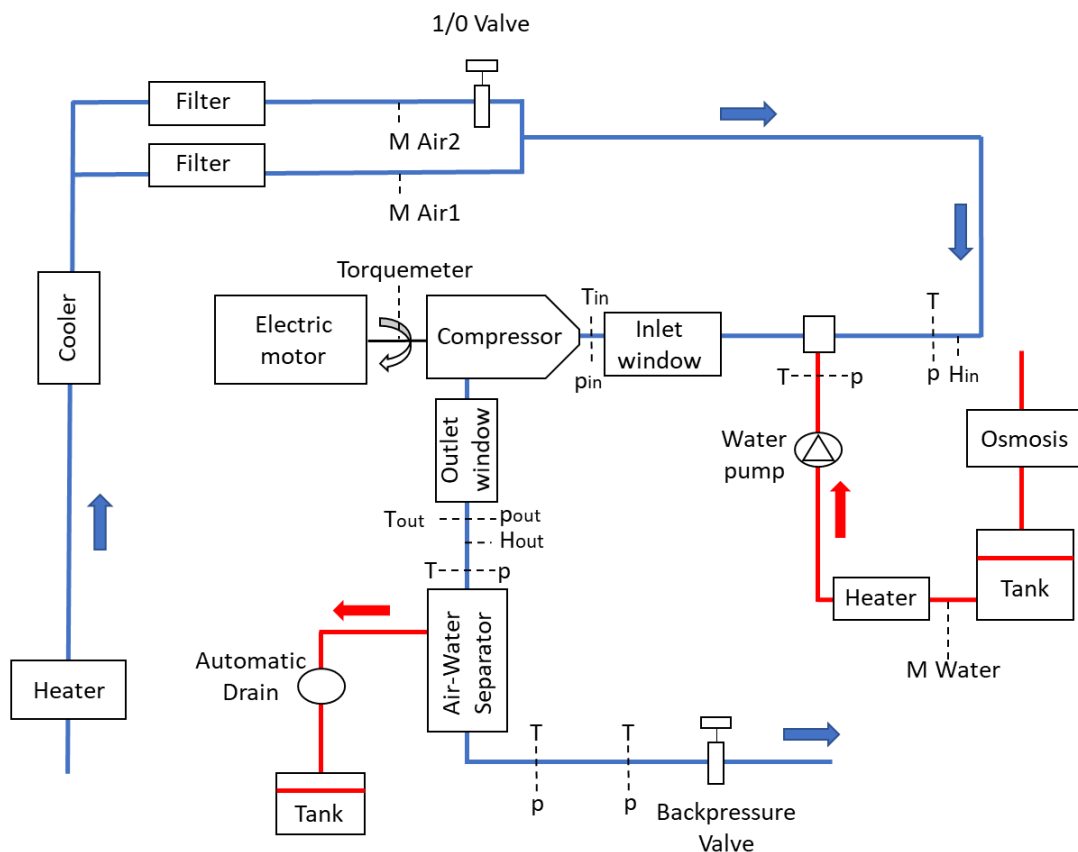 1/0 Valve
Filter
M Air2
Filter
M Air1
Cooler
Torquemeter
Electric
motor
Compressor
Tin
pin
Inlet
window
T
p
Hin
T
p
Water
pump
Osmosis
Tank
Heater
M Water
Outlet
window
Tout
pout
Hout
T
p
Air-Water
Separator
Automatic
Drain
Tank
Heater
T
p
T
p
Backpressure
Valve